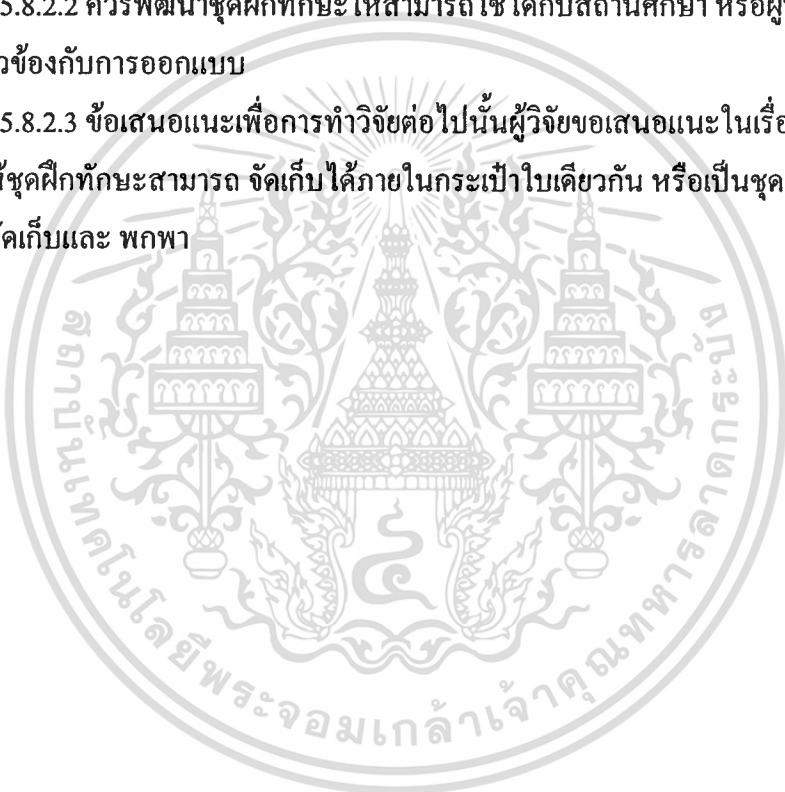 5.8.2.2 ควรพัฒนาชุดฝึกทักษะให้สามารถใช้ได้กับสถานศึกษา หรือผู้
วข้องกับการออกแบบ
5.8.2.3 ข้อเสนอแนะเพื่อการทำวิจัยต่อไปนั้นผู้วิจัยขอเสนอแนะในเรื่อ
ห้ชุดฝึกทักษะสามารถ จัดเก็บได้ภายในกระเป๋าใบเดียวกัน หรือเป็นชุด
ัดเก็บและ พกพา
สถาบันเทคโนโลยีพระจอมเกล้าเจ้าคุณทหารลาดกระบัง